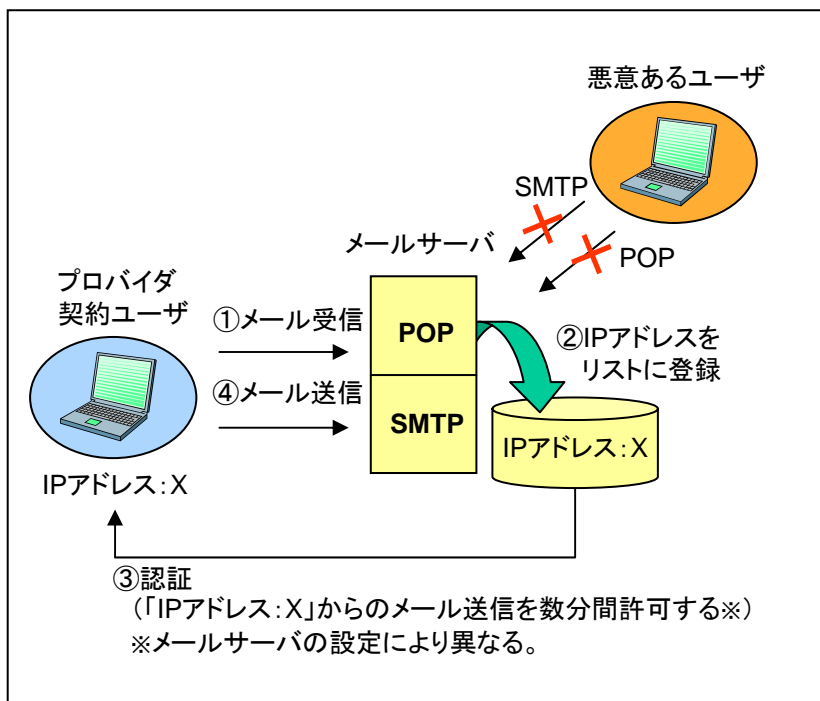 悪意あるユーザ
SMTP
POP
メールサーバ
プロバイダ
契約ユーザ
①メール受信
POP
②IPアドレスを
リストに登録
④メール送信
SMTP
IPアドレス:X
IPアドレス:X
③認証
(「IPアドレス:X」からのメール送信を数分間許可する※)
※メールサーバの設定により異なる。